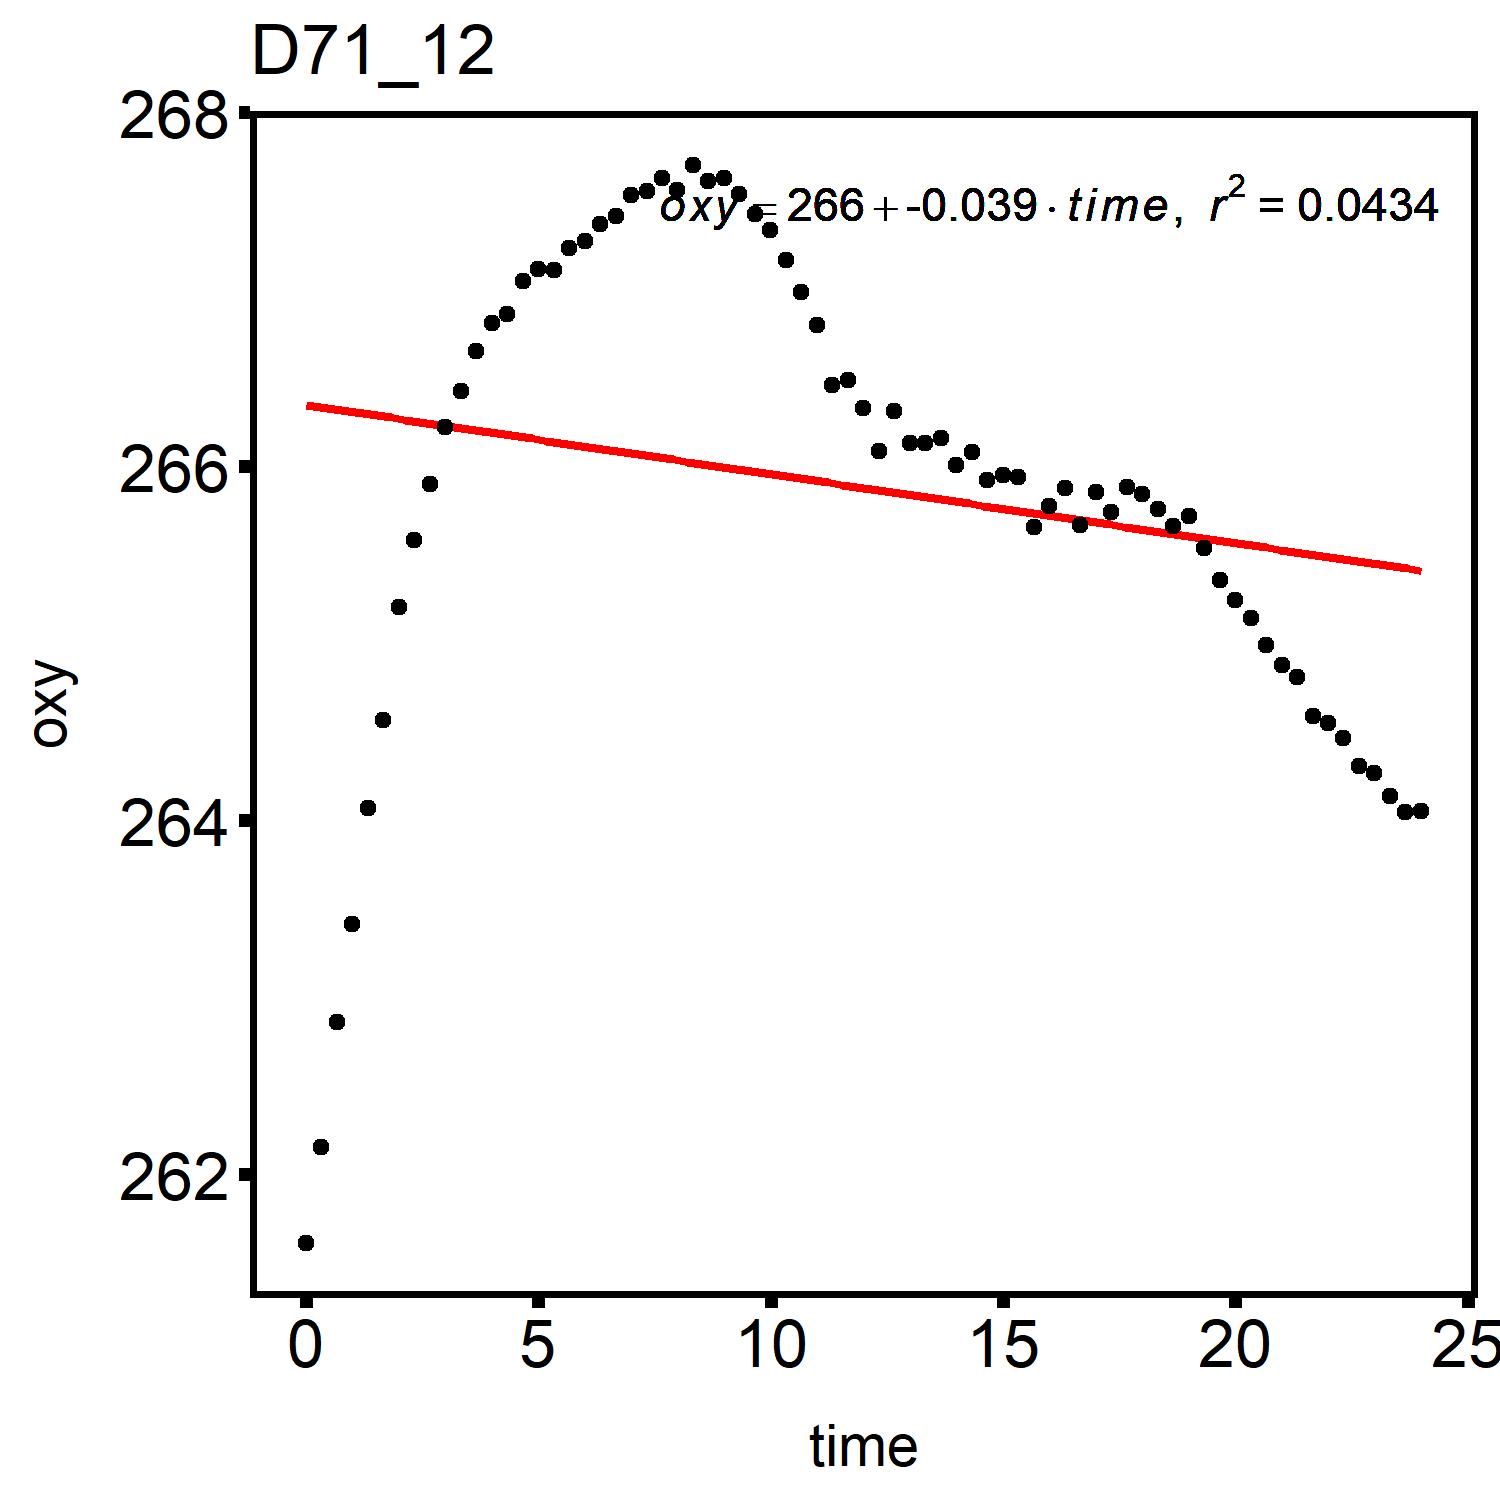 D71_12
268
oxy = 266 + -0.039 · time, r² = 0.0434
266
264
262
oxy
0 5 10 15 20 25
time